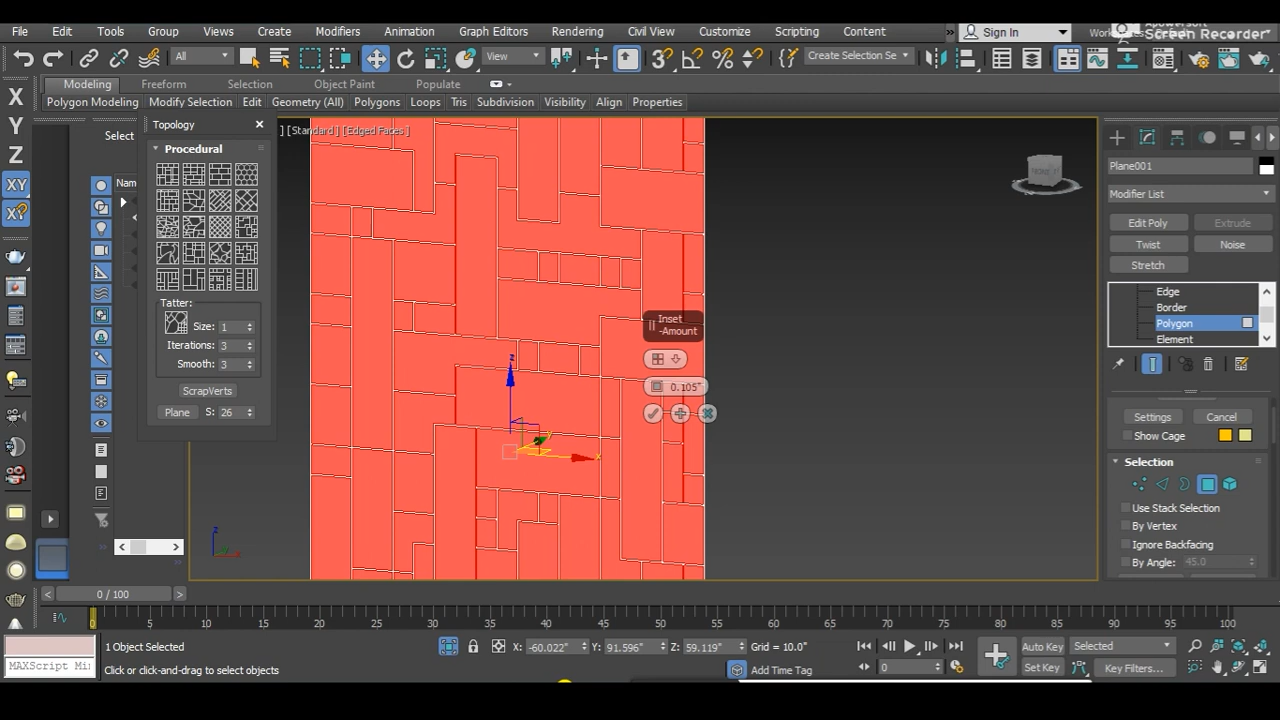 Apowersoft
Screen Recorder
File Edit Tools Group Views Create Modifiers Animation Graph Editors Rendering Civil View Customize Scripting Content » Sign In
All View Create Selection Se
Modeling Freeform Selection Object Paint Populate
Polygon Modeling Modify Selection Edit Geometry (All) Polygons Loops Tris Subdivision Visibility Align Properties
X
Y
Z
XY
XY
Select
Nam
Topology
Procedural
Tatter:
Size: 1
Iterations: 3
Smooth: 3
ScrapVerts
Plane S: 26
] [Standard ] [Edged Faces ]
Inset
-Amount
0.105"
z
x
z
x
Plane001
Modifier List
Edit Poly Extrude
Twist Noise
Stretch
Edge
Border
Polygon
Element
Settings Cancel
Show Cage
Selection
Use Stack Selection
By Vertex
Ignore Backfacing
By Angle: 45.0
0 / 100
0 5 10 15 20 25 30 35 40 45 50 55 60 65 70 75 80 85 90 95 100
1 Object Selected X: -60.022" Y: 91.596" Z: 59.119" Grid = 10.0" Auto Key Selected
MAXScript Mi Click or click-and-drag to select objects Add Time Tag 0 Set Key Key Filters...